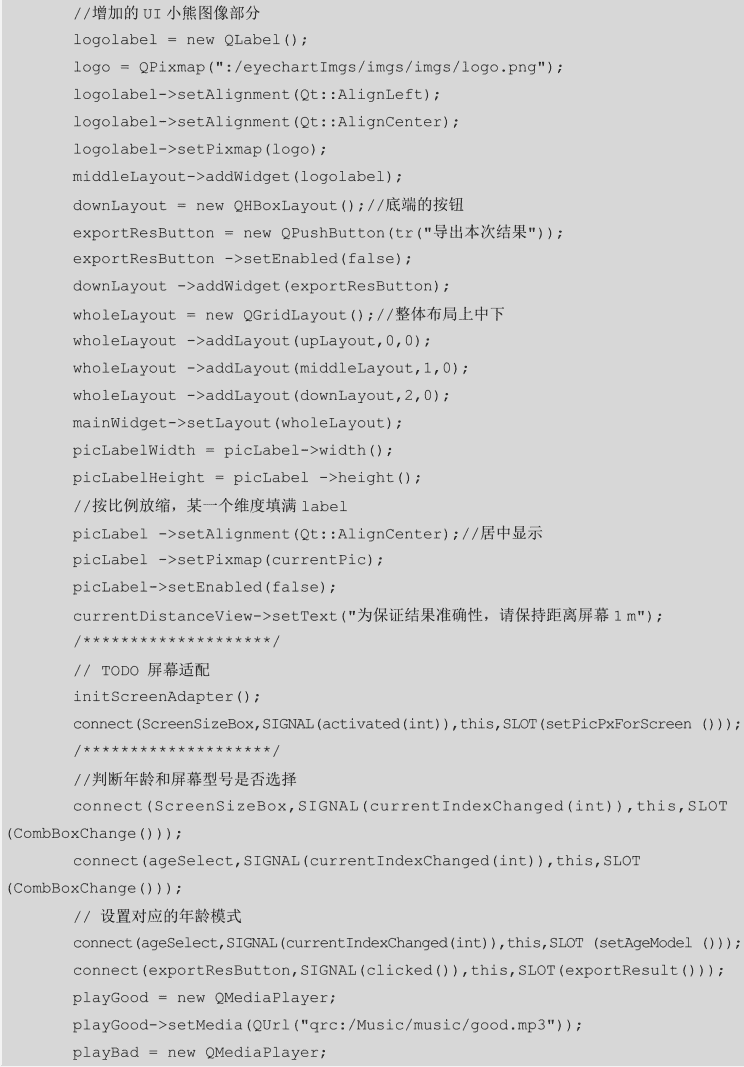 //增加的 UI 小熊图像部分
logolabel = new QLabel();
logo = QPixmap(":/eyechartImgs/imgs/imgs/logo.png");
logolabel->setAlignment(Qt::AlignLeft);
logolabel->setAlignment(Qt::AlignCenter);
logolabel->setPixmap(logo);
middleLayout->addWidget(logolabel);
downLayout = new QHBoxLayout();//底端的按钮
exportResButton = new QPushButton(tr("导出本次结果"));
exportResButton ->setEnabled(false);
downLayout ->addWidget(exportResButton);
wholeLayout = new QGridLayout();//整体布局上中下
wholeLayout ->addLayout(upLayout,0,0);
wholeLayout ->addLayout(middleLayout,1,0);
wholeLayout ->addLayout(downLayout,2,0);
mainWidget->setLayout(wholeLayout);
picLabelWidth = picLabel->width();
picLabelHeight = picLabel ->height();
//按比例放缩，某一个维度填满 label
picLabel ->setAlignment(Qt::AlignCenter);//居中显示
picLabel ->setPixmap(currentPic);
picLabel->setEnabled(false);
currentDistanceView->setText("为保证结果准确性，请保持距离屏幕 1 m");
/********************/
// TODO 屏幕适配
initScreenAdapter();
connect(ScreenSizeBox,SIGNAL(activated(int)),this,SLOT(setPicPxForScreen ()));
/********************/
//判断年龄和屏幕型号是否选择
connect(ScreenSizeBox,SIGNAL(currentIndexChanged(int)),this,SLOT
(CombBoxChange()));
connect(ageSelect,SIGNAL(currentIndexChanged(int)),this,SLOT
(CombBoxChange()));
// 设置对应的年龄模式
connect(ageSelect,SIGNAL(currentIndexChanged(int)),this,SLOT (setAgeModel ()));
connect(exportResButton,SIGNAL(clicked()),this,SLOT(exportResult()));
playGood = new QMediaPlayer;
playGood->setMedia(QUrl("qrc:/Music/music/good.mp3"));
playBad = new QMediaPlayer;